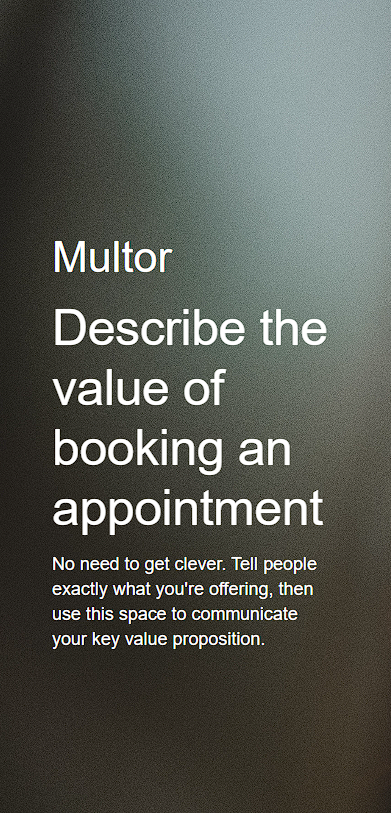 Multor
Describe the
value of
booking an
appointment
No need to get clever. Tell people
exactly what you're offering, then
use this space to communicate
your key value proposition.